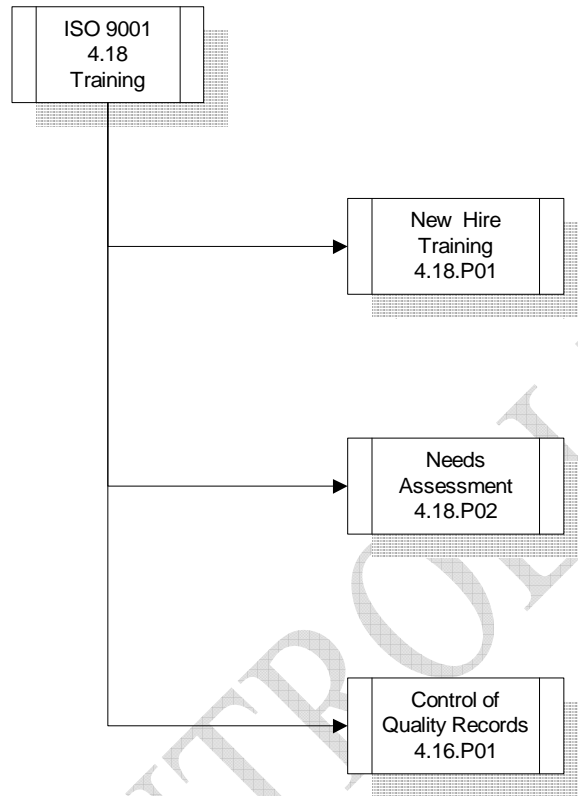 ISO 9001
4.18
Training
New Hire
Training
4.18.P01
Needs
Assessment
4.18.P02
Control of
Quality Records
4.16.P01
NTROL